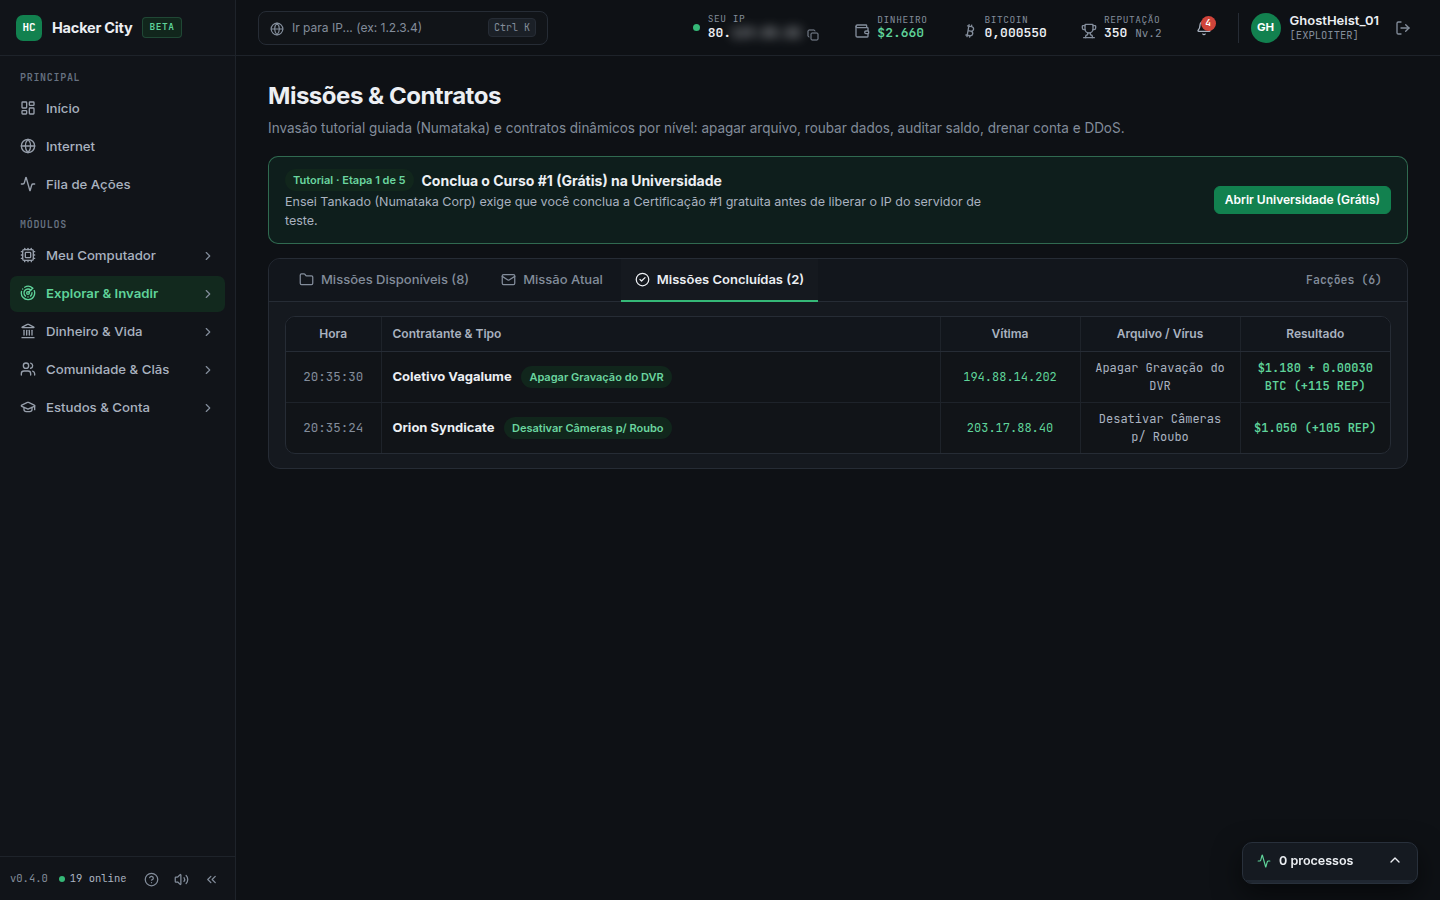 HC Hacker City BETA
Ir para IP... (ex: 1.2.3.4) Ctrl K
SEU IP
80.
DINHEIRO
$2.660
BITCOIN
0,000550
REPUTAÇÃO
350 Nv.2
4
GH
GhostHeist_01
[EXPLOITER]
PRINCIPAL
Início
Internet
Fila de Ações
MÓDULOS
Meu Computador
Explorar & Invadir
Dinheiro & Vida
Comunidade & Clãs
Estudos & Conta
v0.4.0 19 online
Missões & Contratos
Invasão tutorial guiada (Numataka) e contratos dinâmicos por nível: apagar arquivo, roubar dados, auditar saldo, drenar conta e DDoS.
Tutorial · Etapa 1 de 5 Conclua o Curso #1 (Grátis) na Universidade
Ensei Tankado (Numataka Corp) exige que você conclua a Certificação #1 gratuita antes de liberar o IP do servidor de
teste.
Abrir Universidade (Grátis)
Missões Disponíveis (8) Missão Atual Missões Concluídas (2) Facções (6)
Hora Contratante & Tipo Vítima Arquivo / Vírus Resultado
20:35:30 Coletivo Vagalume Apagar Gravação do DVR 194.88.14.202
Apagar Gravação do
DVR
$1.180 + 0.00030
BTC (+115 REP)
20:35:24 Orion Syndicate Desativar Câmeras p/ Roubo 203.17.88.40
Desativar Câmeras
p/ Roubo
$1.050 (+105 REP)
0 processos